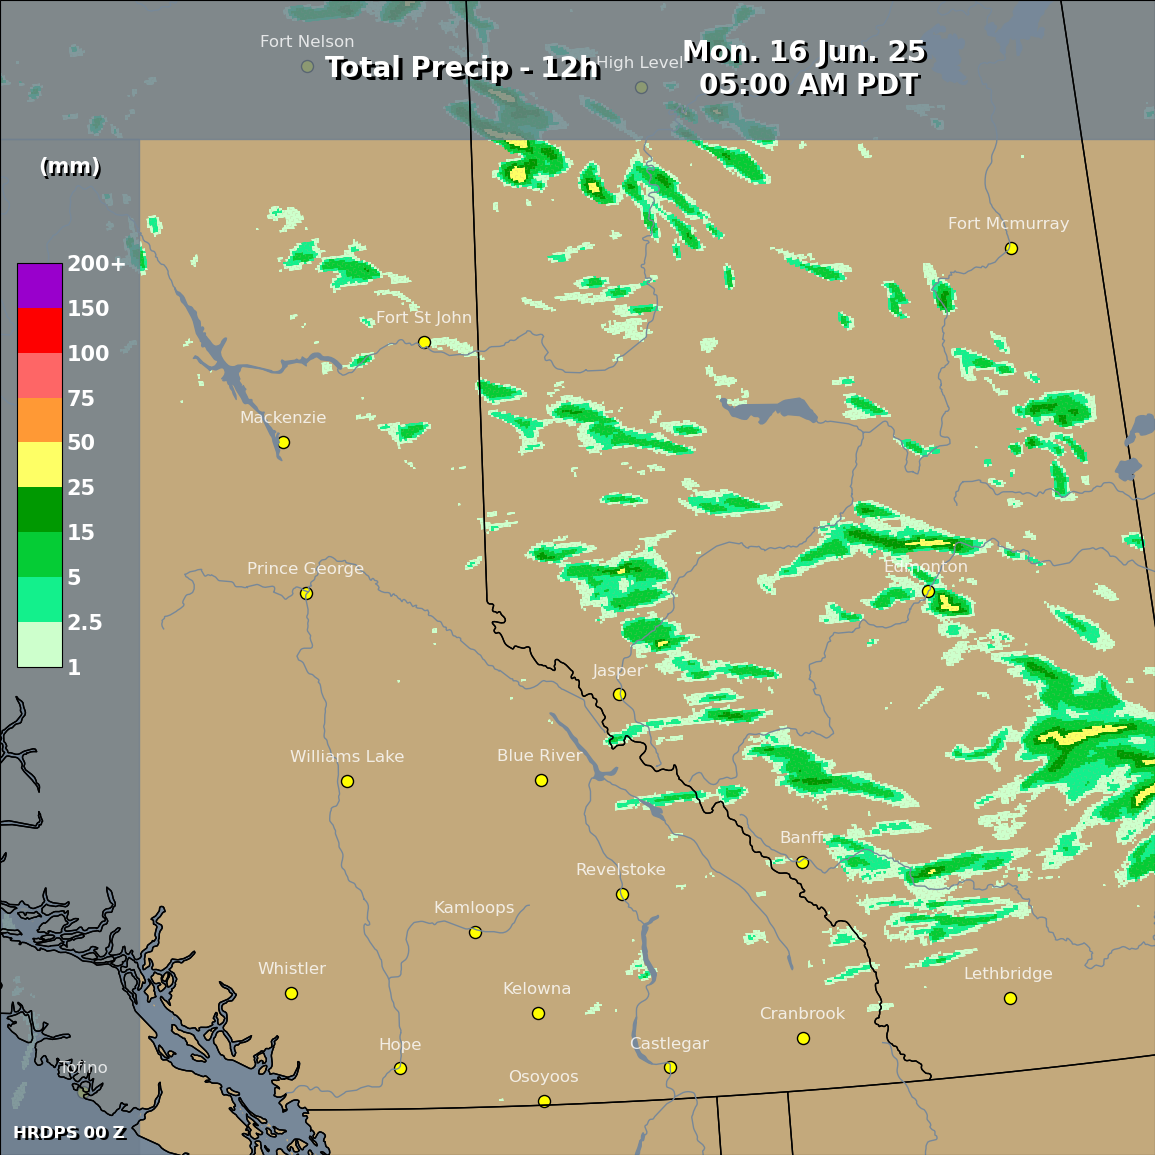 Fort Nelson
Total Precip - 12h
High Level
Mon. 16 Jun. 25
05:00 AM PDT
(mm)
200+
150
100
75
50
25
15
5
2.5
1
Fort Mcmurray
Fort St John
Mackenzie
Prince George
Edmonton
Jasper
Williams Lake
Blue River
Banff
Revelstoke
Kamloops
Whistler
Kelowna
Lethbridge
Cranbrook
Hope
Castlegar
Tofino
Osoyoos
HRDPS 00 Z